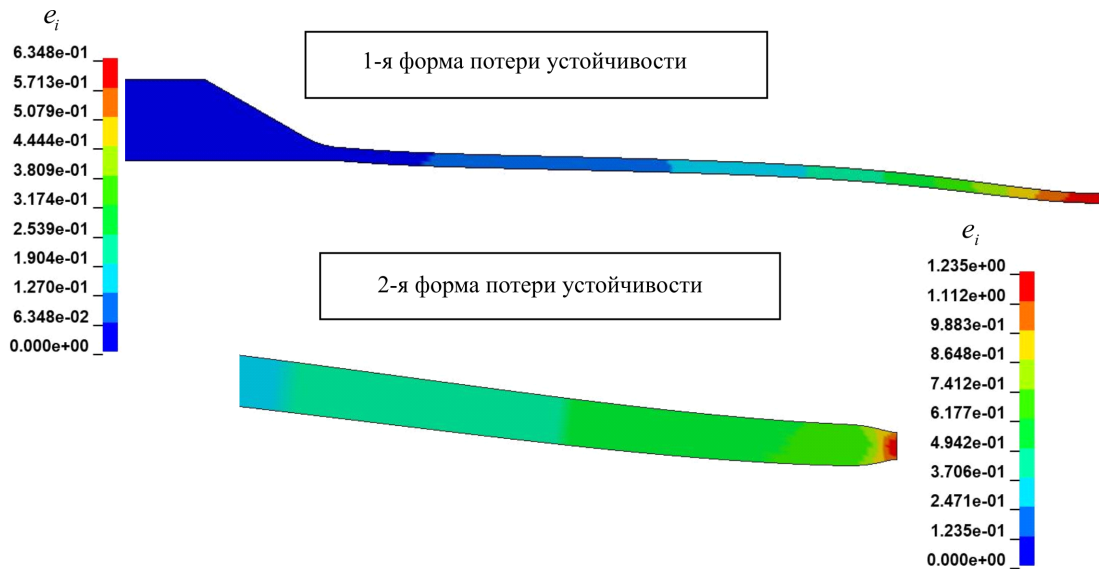 e_i
6.348e-01
5.713e-01
5.079e-01
4.444e-01
3.809e-01
3.174e-01
2.539e-01
1.904e-01
1.270e-01
6.348e-02
0.000e+00
1-я форма потери устойчивости
2-я форма потери устойчивости
e_i
1.235e+00
1.112e+00
9.883e-01
8.648e-01
7.412e-01
6.177e-01
4.942e-01
3.706e-01
2.471e-01
1.235e-01
0.000e+00